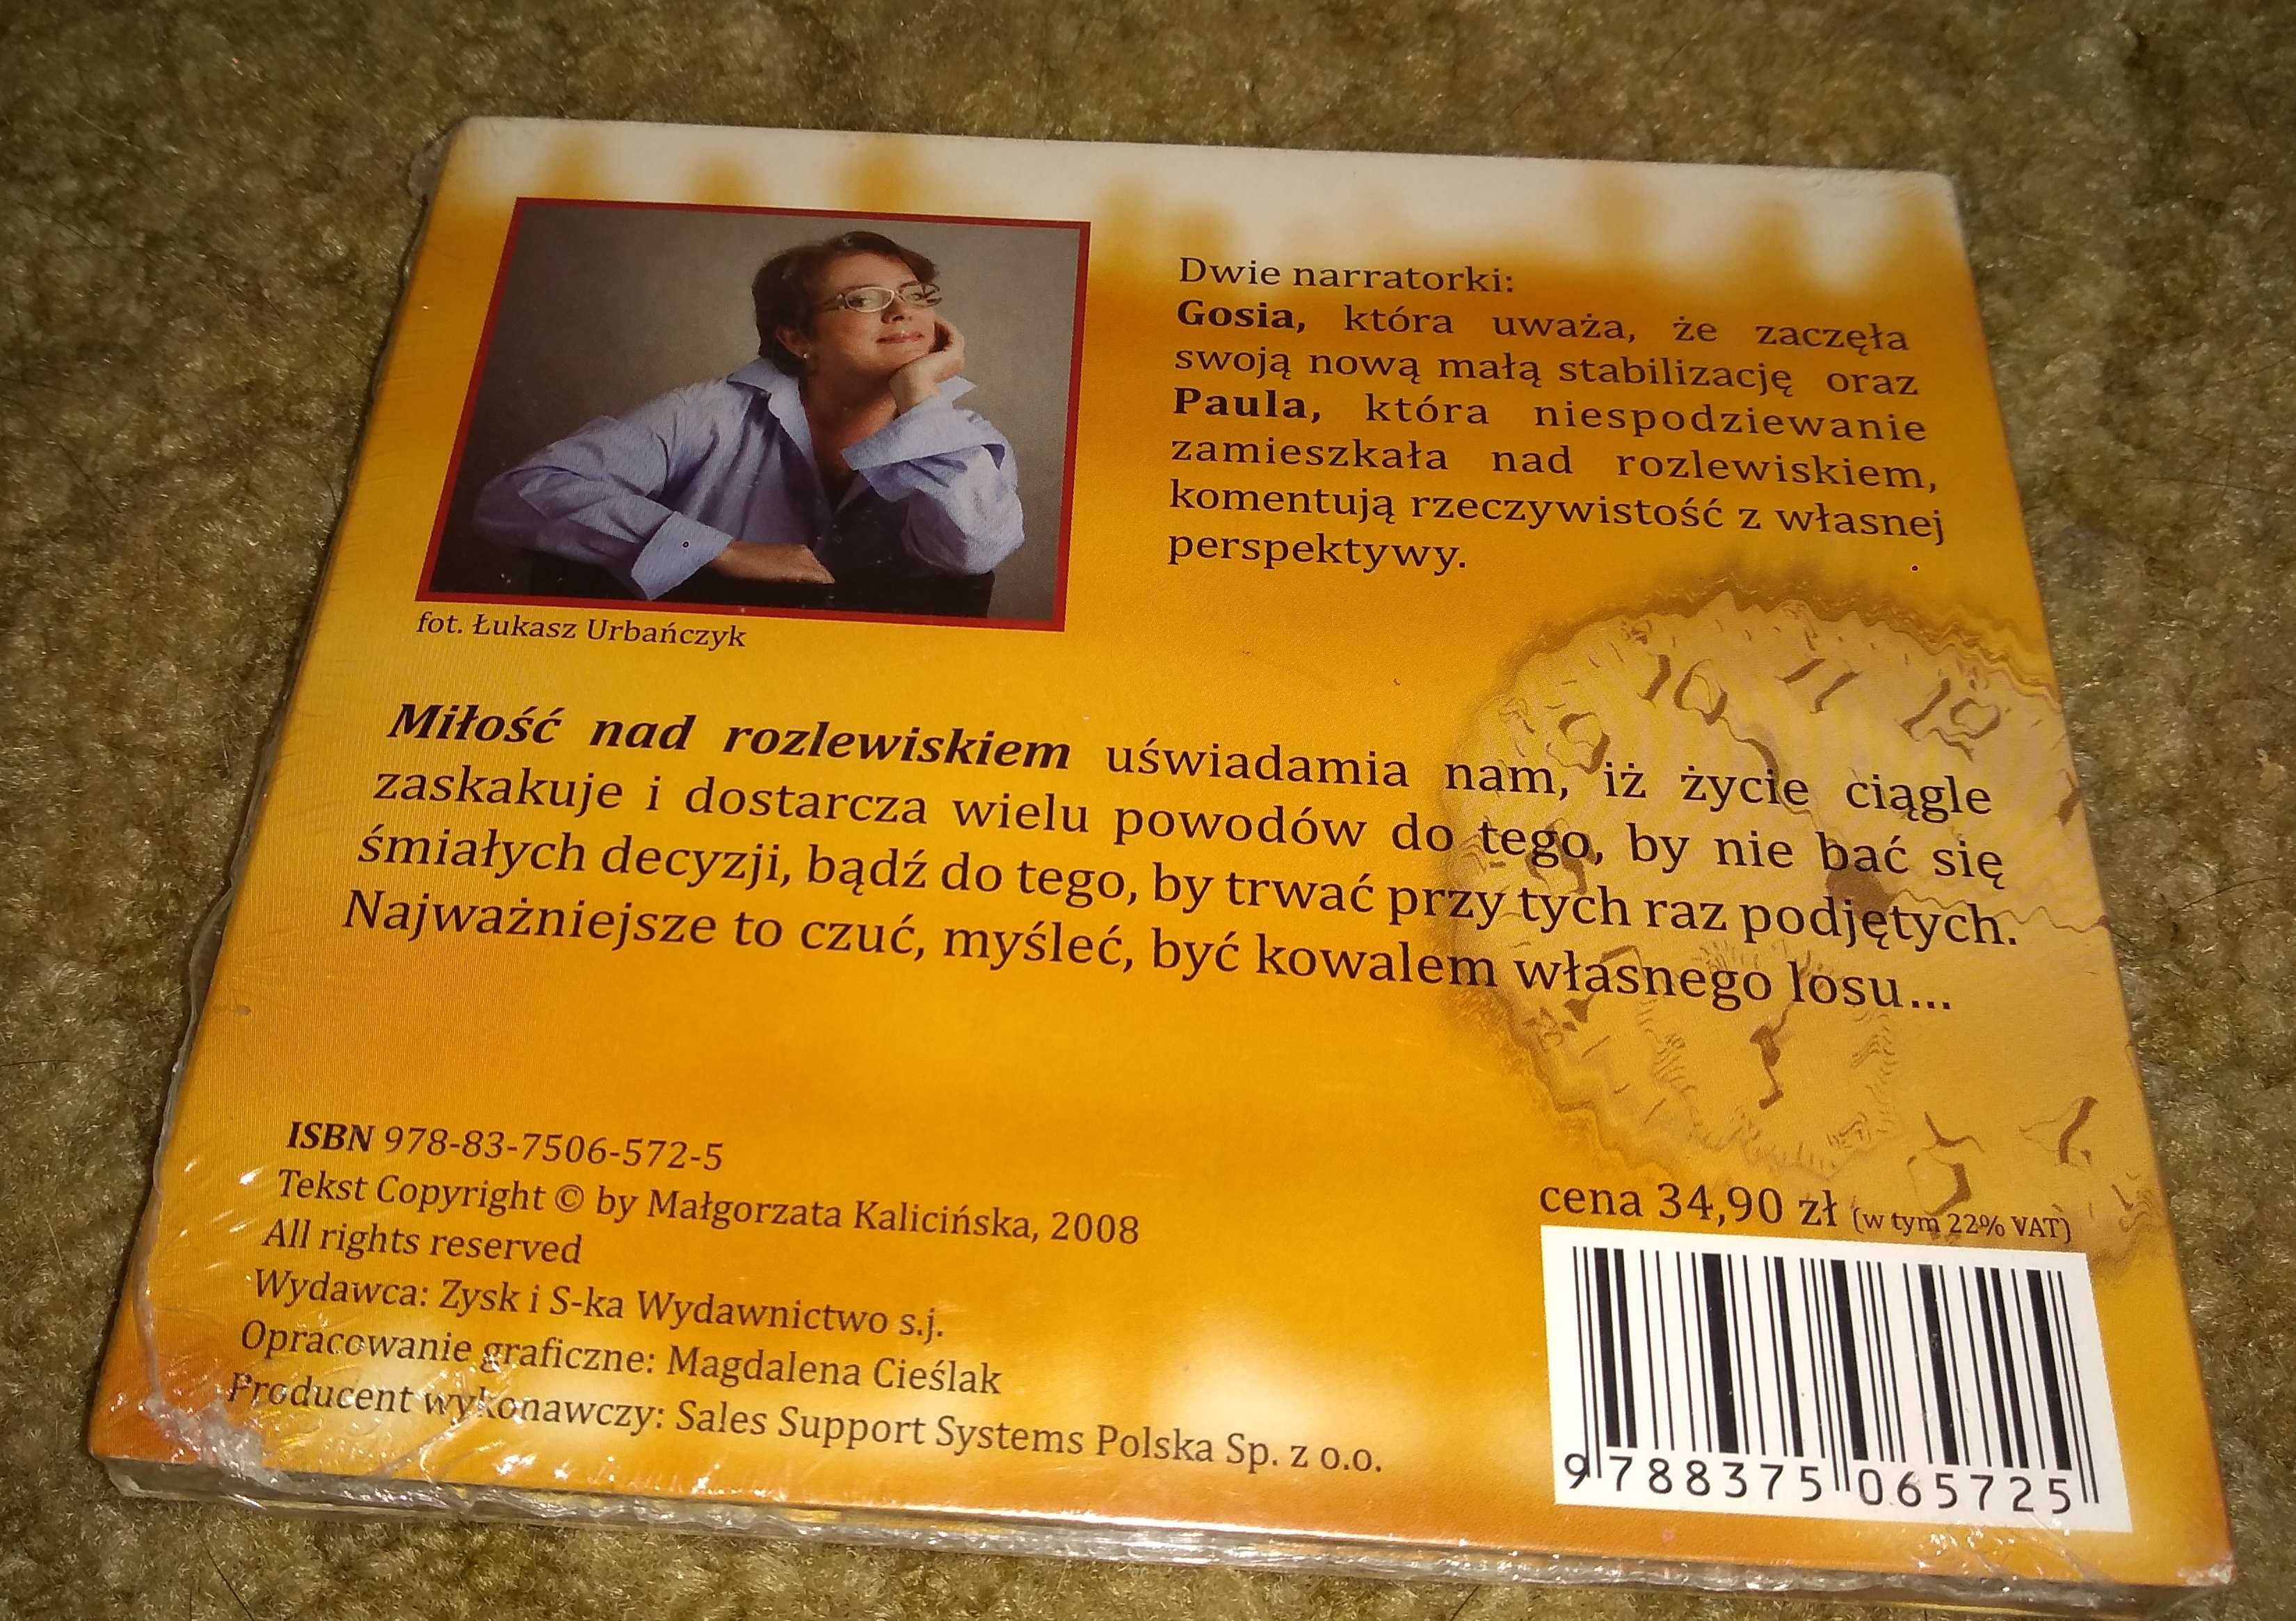 Dwie narratorki:
Gosia, która uważa, że zaczęła
swoją nową małą stabilizację oraz
Paula, która niespodziewanie
zamieszkała nad rozlewiskiem,
komentują rzeczywistość z własnej
perspektywy.
fot. Łukasz Urbańczyk
Miłość nad rozlewiskiem uświadamia nam, iż życie ciągle
zaskakuje i dostarcza wielu powodów do tego, by nie bać się
śmiałych decyzji, bądź do tego, by trwać przy tych raz podjętych.
Najważniejsze to czuć, myśleć, być kowalem własnego losu...
10 11 12
ISBN 978-83-7506-572-5
Tekst Copyright © by Małgorzata Kalicińska, 2008
All rights reserved
Wydawca: Zysk i S-ka Wydawnictwo s.j.
Opracowanie graficzne: Magdalena Cieślak
Producent wykonawczy: Sales Support Systems Polska Sp. z o.o.
cena 34,90 zł (w tym 22% VAT)
9 788375 065725